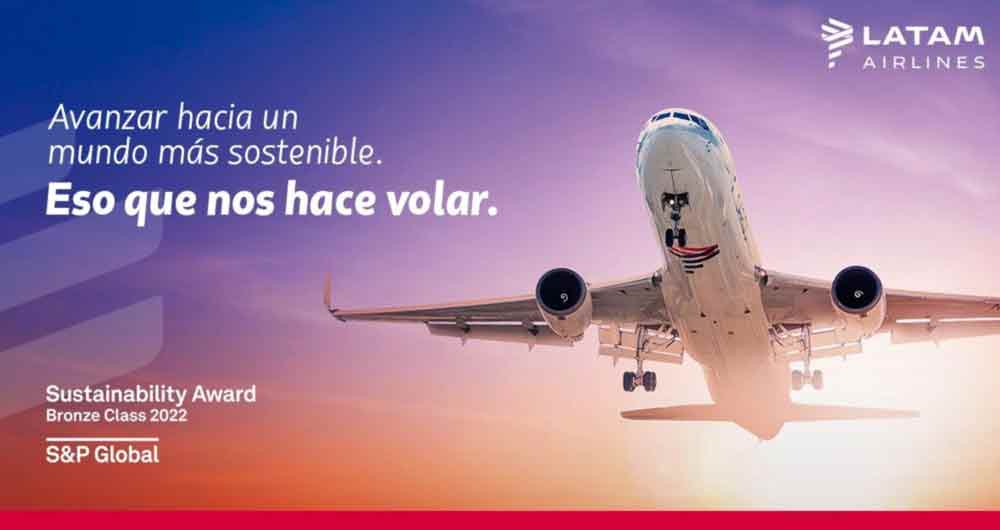 LATAM
AIRLINES
Avanzar hacia un
mundo más sostenible.
Eso que nos hace volar.
Sustainability Award
Bronze Class 2022
S&P Global